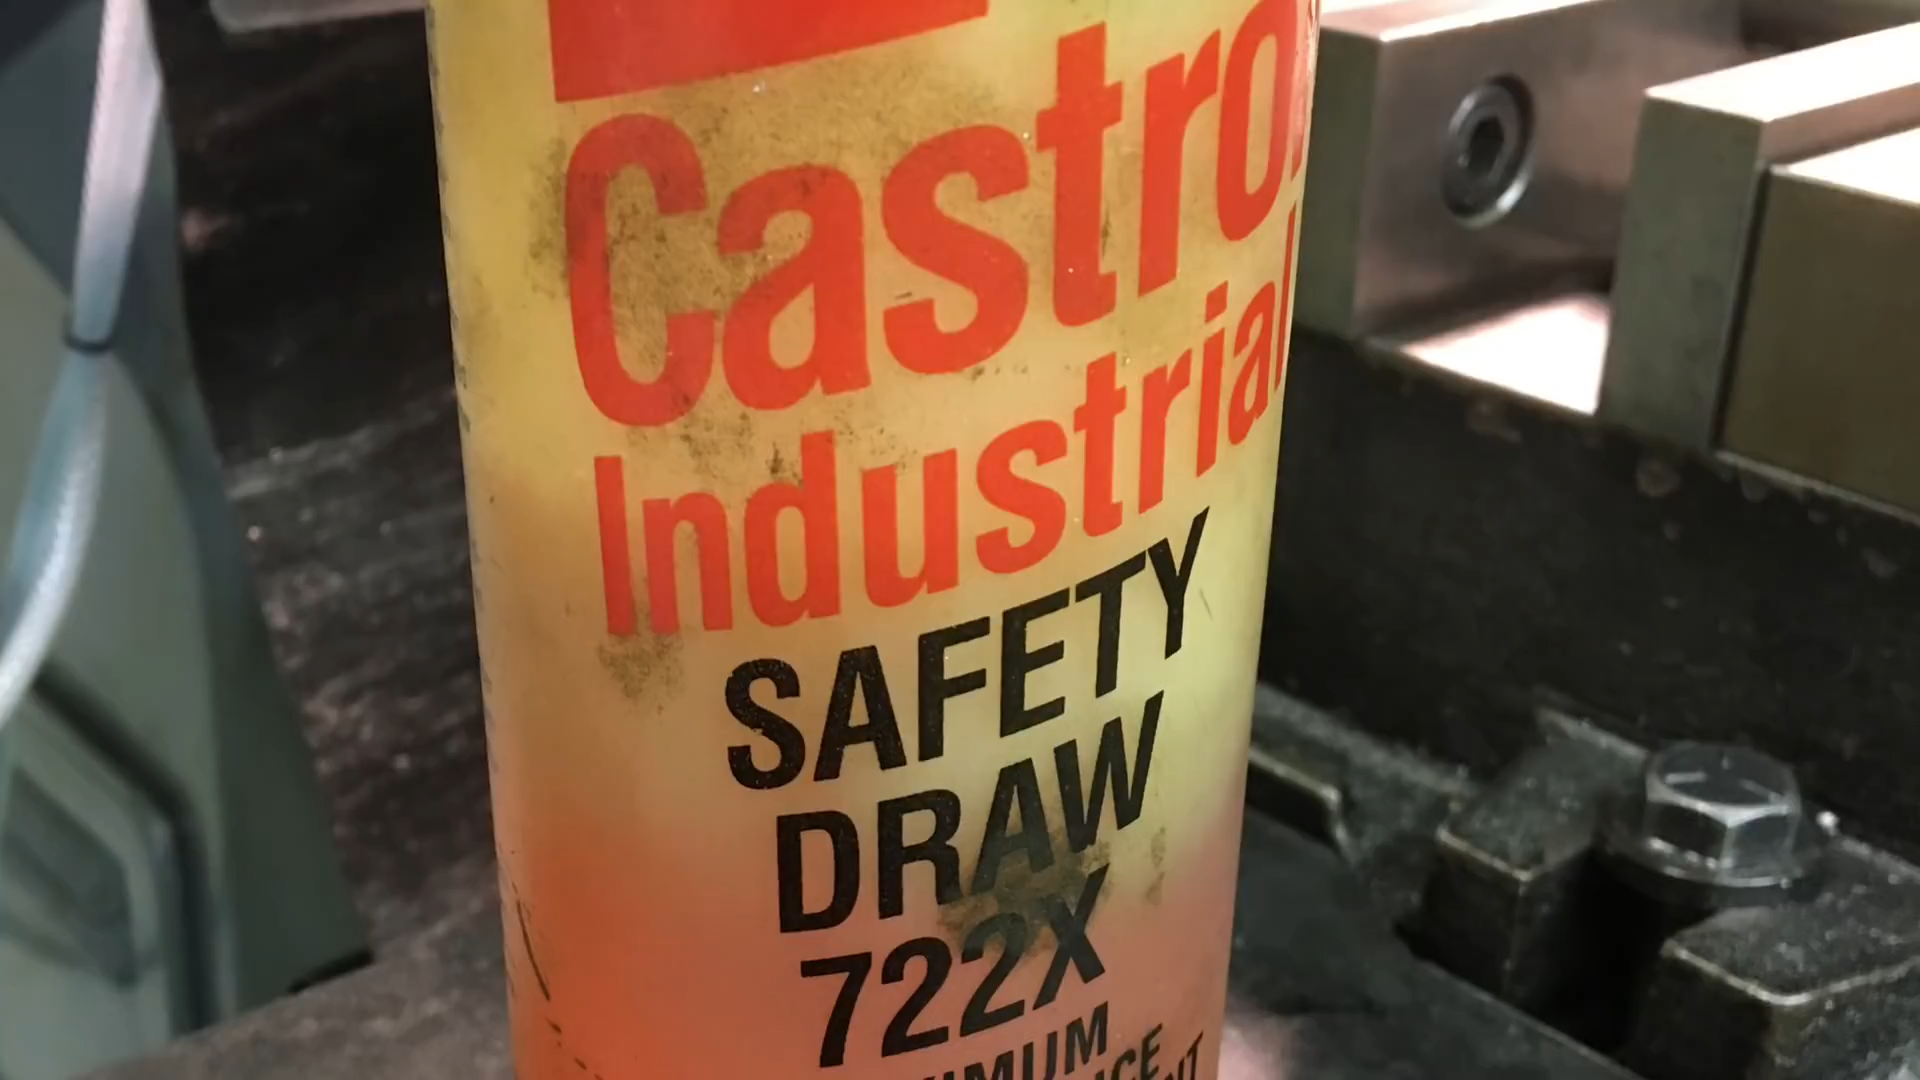 Castrol
Industrial
SAFETY
DRAW
722X